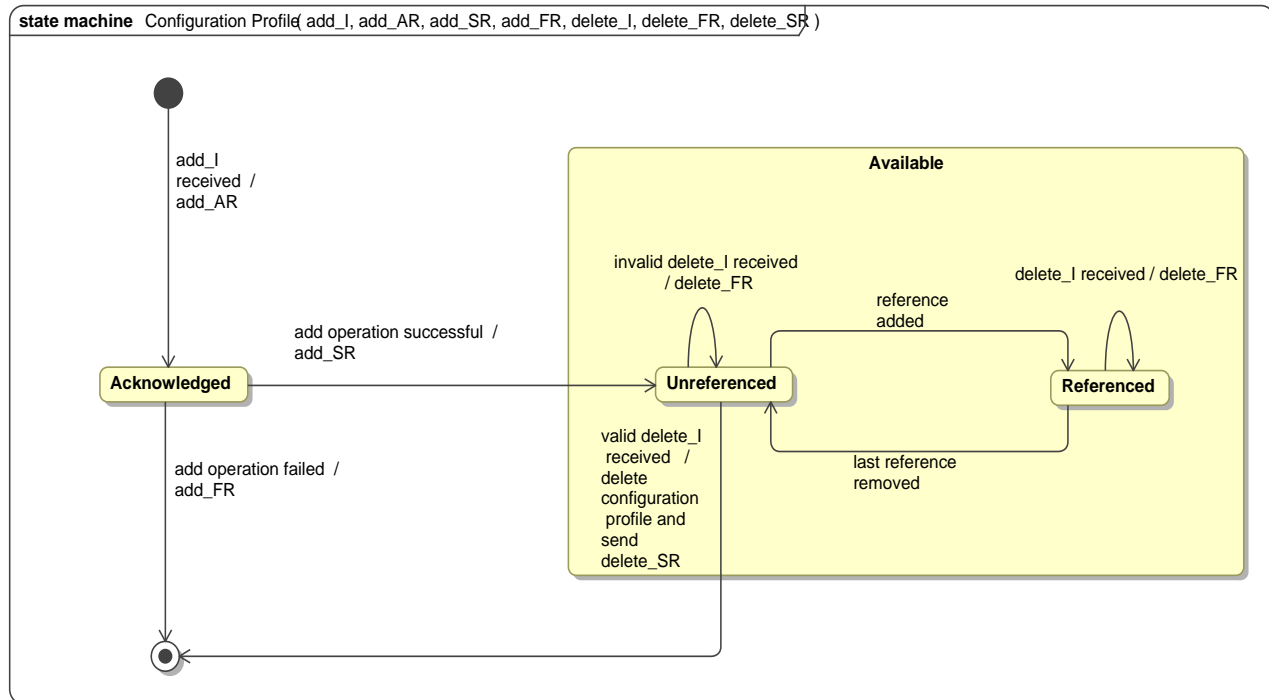 state machine Configuration Profile( add_I, add_AR, add_SR, add_FR, delete_I, delete_FR, delete_SR )
add_I
received /
add_AR
Available
invalid delete_I received
/ delete_FR
delete_I received / delete_FR
reference
added
add operation successful /
add_SR
Acknowledged
Unreferenced
Referenced
valid delete_I
received /
delete
configuration
profile and
send
delete_SR
last reference
removed
add operation failed /
add_FR